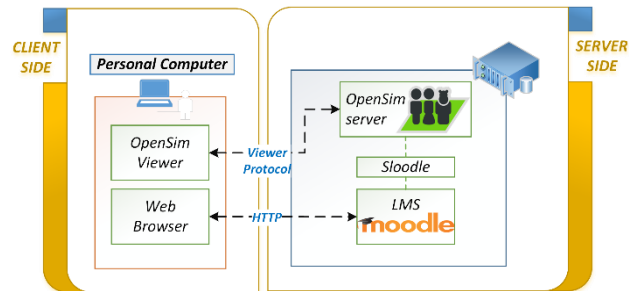 CLIENT
SIDE
Personal Computer
OpenSim
Viewer
Web
Browser
Viewer
Protocol
HTTP
OpenSim
server
Sloodle
LMS
moodle
SERVER
SIDE